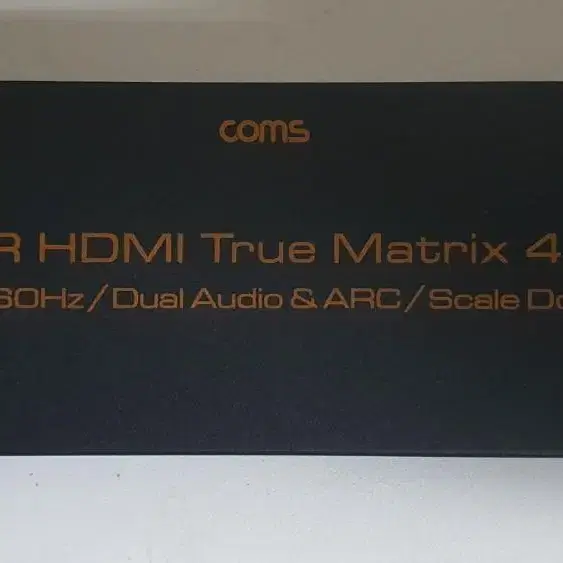 coms
R HDMI True Matrix 4
60Hz/Dual Audio & ARC/Scale Do